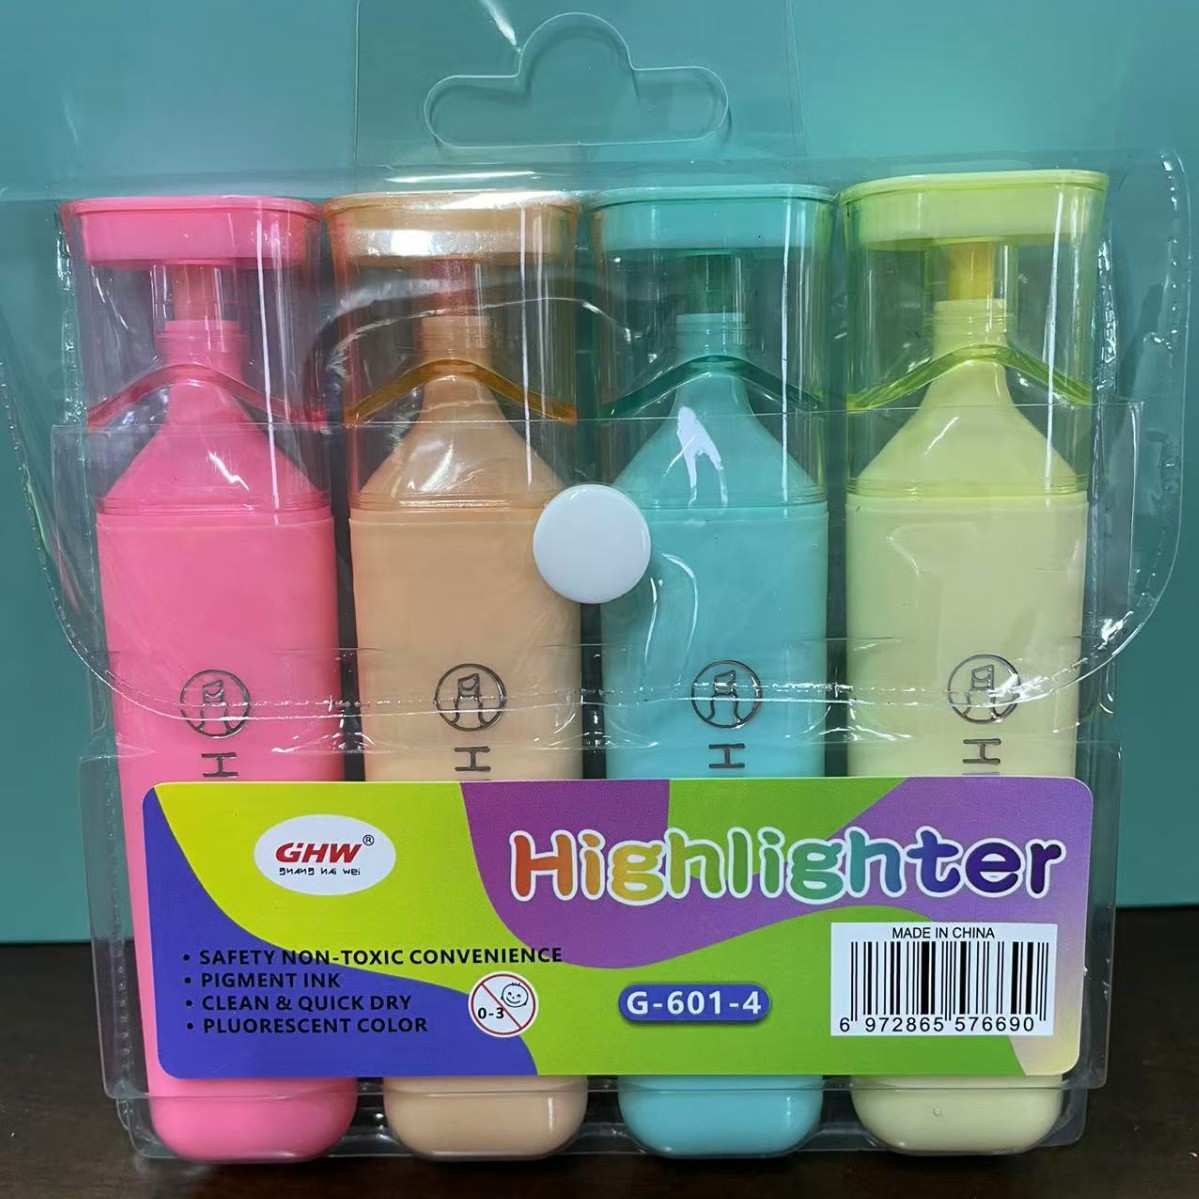 H
H
H
H
GHW®
guang hai wei
Highlighter
• SAFETY NON-TOXIC CONVENIENCE
• PIGMENT INK
• CLEAN & QUICK DRY
• PLUORESCENT COLOR
0-3
G-601-4
MADE IN CHINA
6 972865 576690